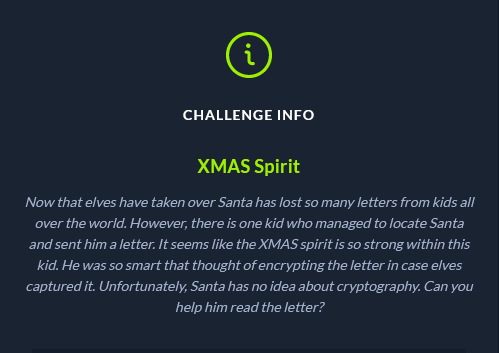 CHALLENGE INFO
XMAS Spirit
Now that elves have taken over Santa has lost so many letters from kids all
over the world. However, there is one kid who managed to locate Santa
and sent him a letter. It seems like the XMAS spirit is so strong within this
kid. He was so smart that thought of encrypting the letter in case elves
captured it. Unfortunately, Santa has no idea about cryptography. Can you
help him read the letter?